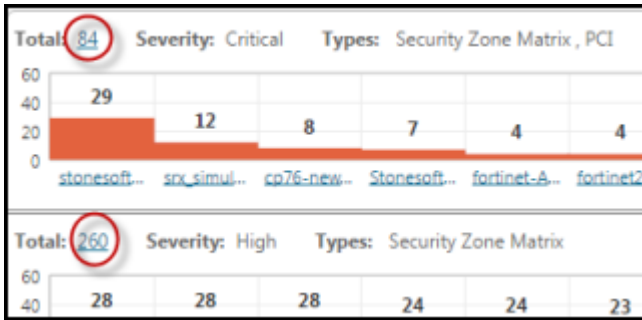 Total: 84 Severity: Critical Types: Security Zone Matrix , PCI
60
40
20
0
29 12 8 7 4 4
stonesoft... srx_simul... cp76-new... Stonesoft... fortinet-A... fortinet2
Total: 260 Severity: High Types: Security Zone Matrix
60
40
28 28 28 24 24 23